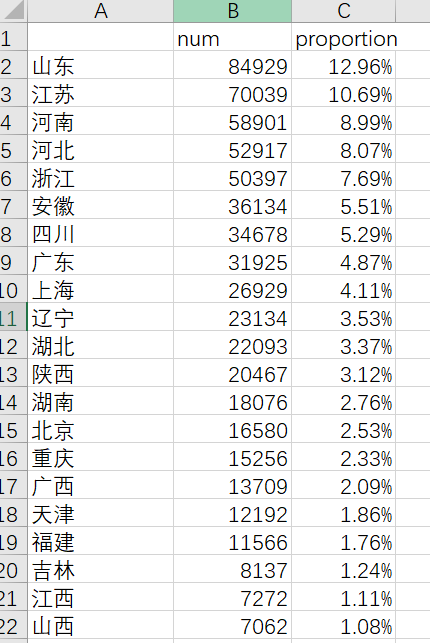 A B C
1 num proportion
2 山东 84929 12.96%
3 江苏 70039 10.69%
4 河南 58901 8.99%
5 河北 52917 8.07%
6 浙江 50397 7.69%
7 安徽 36134 5.51%
8 四川 34678 5.29%
9 广东 31925 4.87%
10 上海 26929 4.11%
11 辽宁 23134 3.53%
12 湖北 22093 3.37%
13 陕西 20467 3.12%
14 湖南 18076 2.76%
15 北京 16580 2.53%
16 重庆 15256 2.33%
17 广西 13709 2.09%
18 天津 12192 1.86%
19 福建 11566 1.76%
20 吉林 8137 1.24%
21 江西 7272 1.11%
22 山西 7062 1.08%